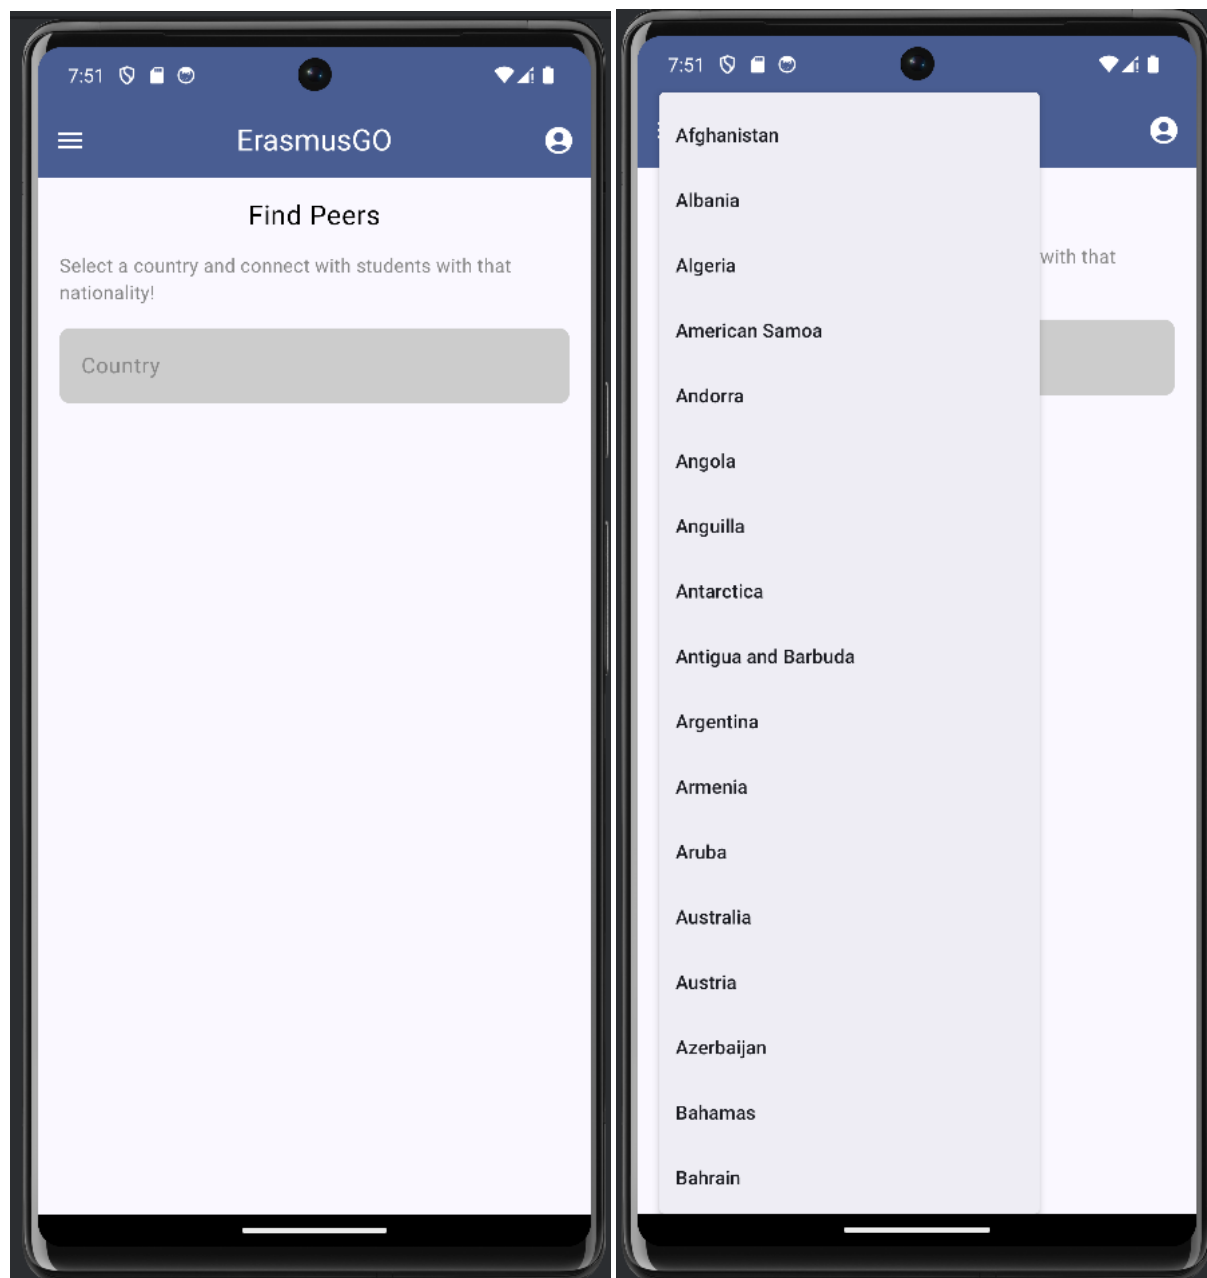 7:51
ErasmusGO
Find Peers
Select a country and connect with students with that
nationality!
Country
7:51
Afghanistan
Albania
Algeria
with that
American Samoa
Andorra
Angola
Anguilla
Antarctica
Antigua and Barbuda
Argentina
Armenia
Aruba
Australia
Austria
Azerbaijan
Bahamas
Bahrain